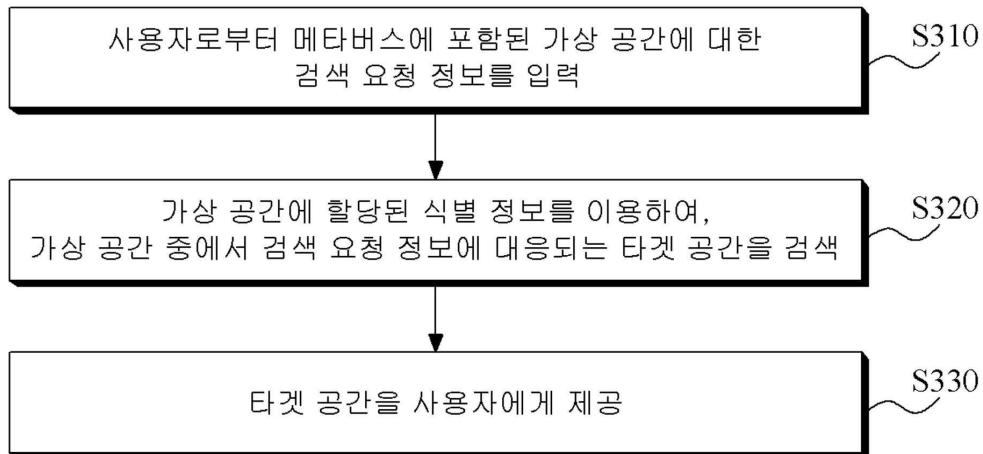 사용자로부터 메타버스에 포함된 가상 공간에 대한
검색 요청 정보를 입력
S310
가상 공간에 할당된 식별 정보를 이용하여,
가상 공간 중에서 검색 요청 정보에 대응되는 타겟 공간을 검색
S320
타겟 공간을 사용자에게 제공
S330